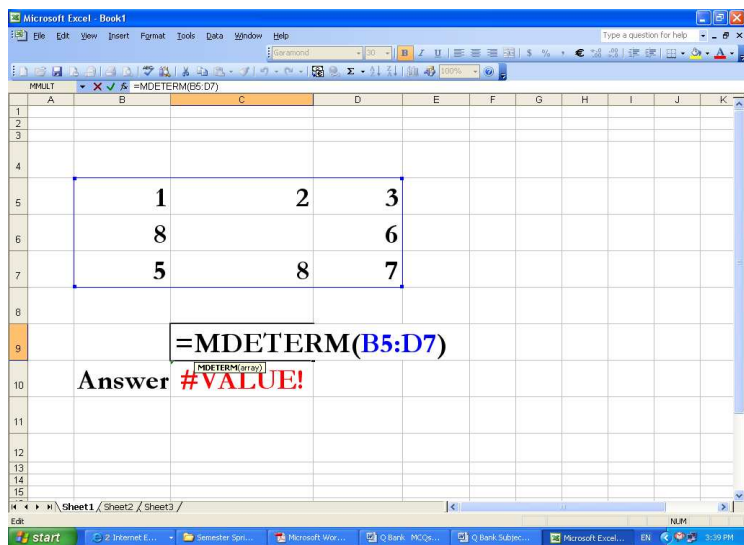 Microsoft Excel - Book1
File Edit View Insert Format Tools Data Window Help Type a question for help
Garamond 30 B I U $ % , €
Σ 100%
MMULT =MDETERM(B5:D7)
A B C D E F G H I J K
1
2
3
4
5 1 2 3
6 8 6
7 5 8 7
8
9 =MDETERM(B5:D7)
MDETERM(array)
10 Answer #VALUE!
11
12
13
14
15
Sheet1 / Sheet2 / Sheet3 /
Edit NUM
start 2 Internet E... Semester Spri... Microsoft Wor... Q Bank MCQs... Q Bank Subjec... Microsoft Excel... EN 3:39 PM